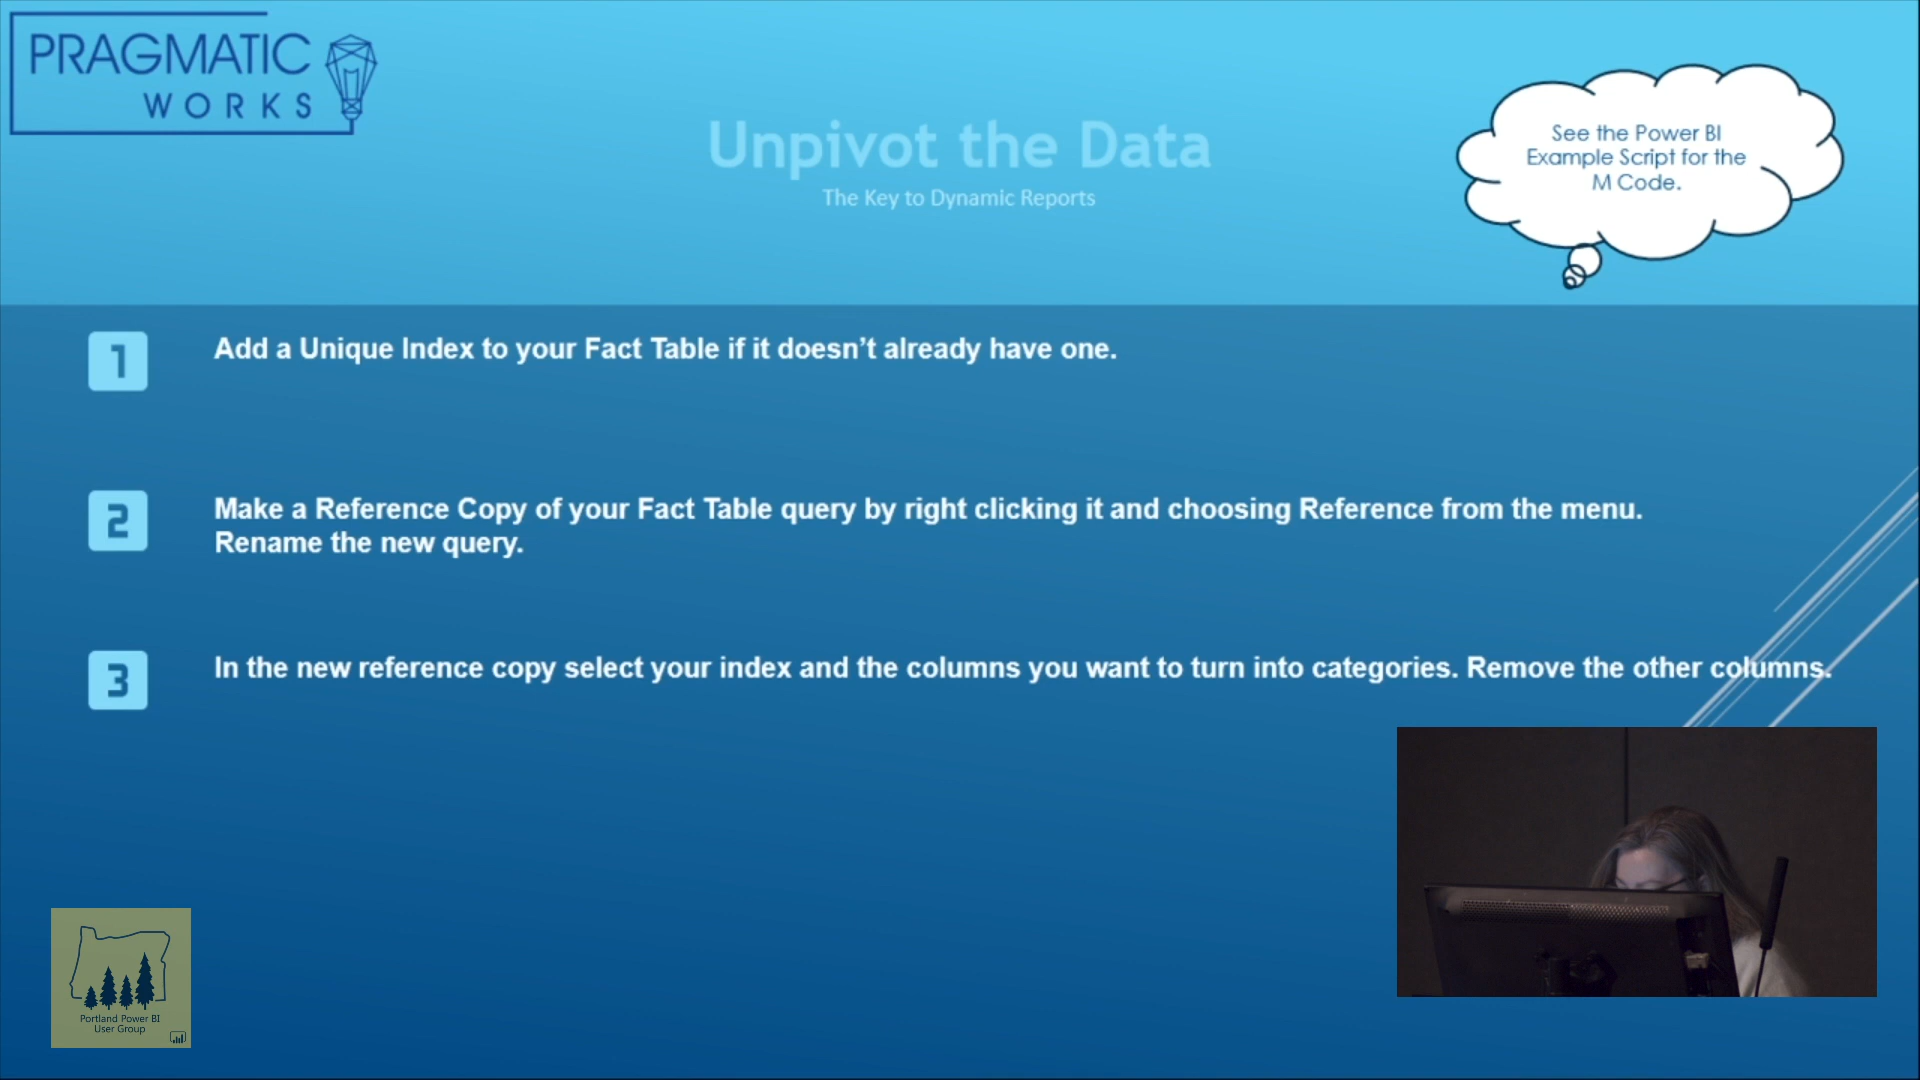 PRAGMATIC
WORKS
Unpivot the Data
The Key to Dynamic Reports
See the Power BI
Example Script for the
M Code.
1
Add a Unique Index to your Fact Table if it doesn’t already have one.
2
Make a Reference Copy of your Fact Table query by right clicking it and choosing Reference from the menu.
Rename the new query.
3
In the new reference copy select your index and the columns you want to turn into categories. Remove the other columns.
Portland Power BI
User Group